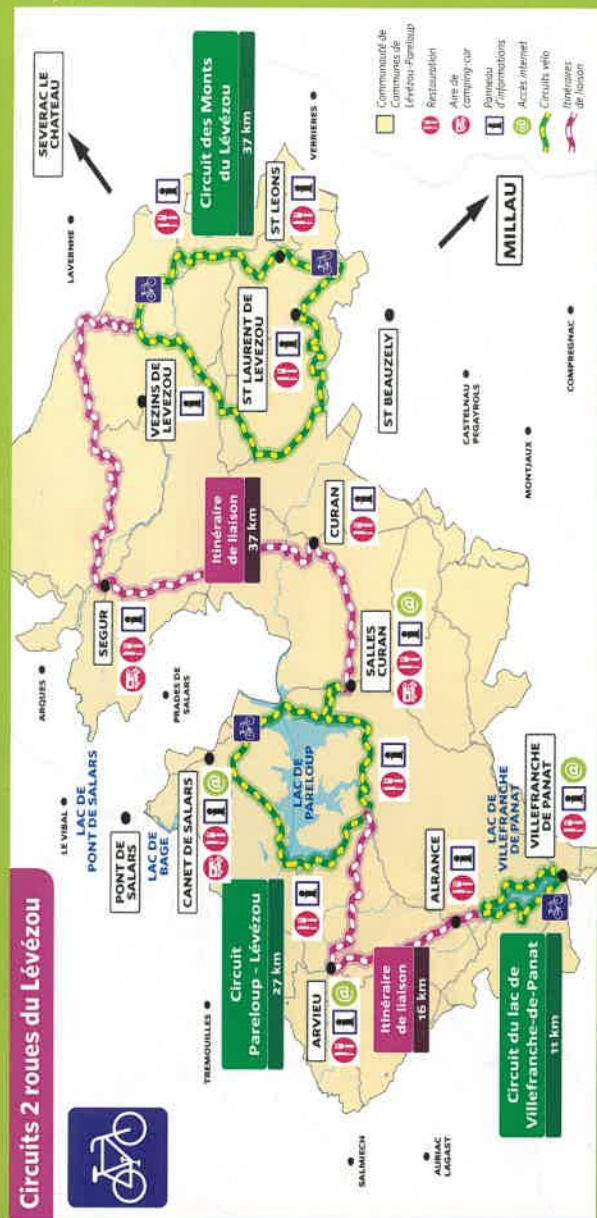 Circuits 2 roues du Lévézou
SEVERAC LE
CHATEAU
LAVERNHE
Circuit des Monts
du Lévézou
37 km
VERRIERES
ST LEONS
VEZINS DE
LEVEZOU
ST LAURENT DE
LEVEZOU
MILLAU
ST BEAUZELY
CASTELNAU
PEGAYROLS
COMPREGNAC
MONTJAUX
ARQUES
SEGUR
Itinéraire
de liaison
37 km
CURAN
PRADES DE
SALARS
SALLES
CURAN
@
LE VIBAL
LAC DE
PONT DE SALARS
PONT DE
SALARS
LAC DE
BAGE
CANET DE SALARS
@
LAC DE
PARELOUP
TREMOUILLES
Circuit
Pareloup - Lévézou
27 km
ARVIEU
@
Itinéraire
de liaison
16 km
ALRANCE
LAC DE
VILLEFRANCHE
DE PANAT
VILLEFRANCHE
DE PANAT
@
SALMIECH
AURIAC
LAGAST
Circuit du lac de
Villefranche-de-Panat
11 km
Communauté de
Communes de
Lévézou-Pareloup
Restauration
Aire de
camping-car
Panneau
d'informations
@ Accès internet
Circuits vélo
Itinéraires
de liaison